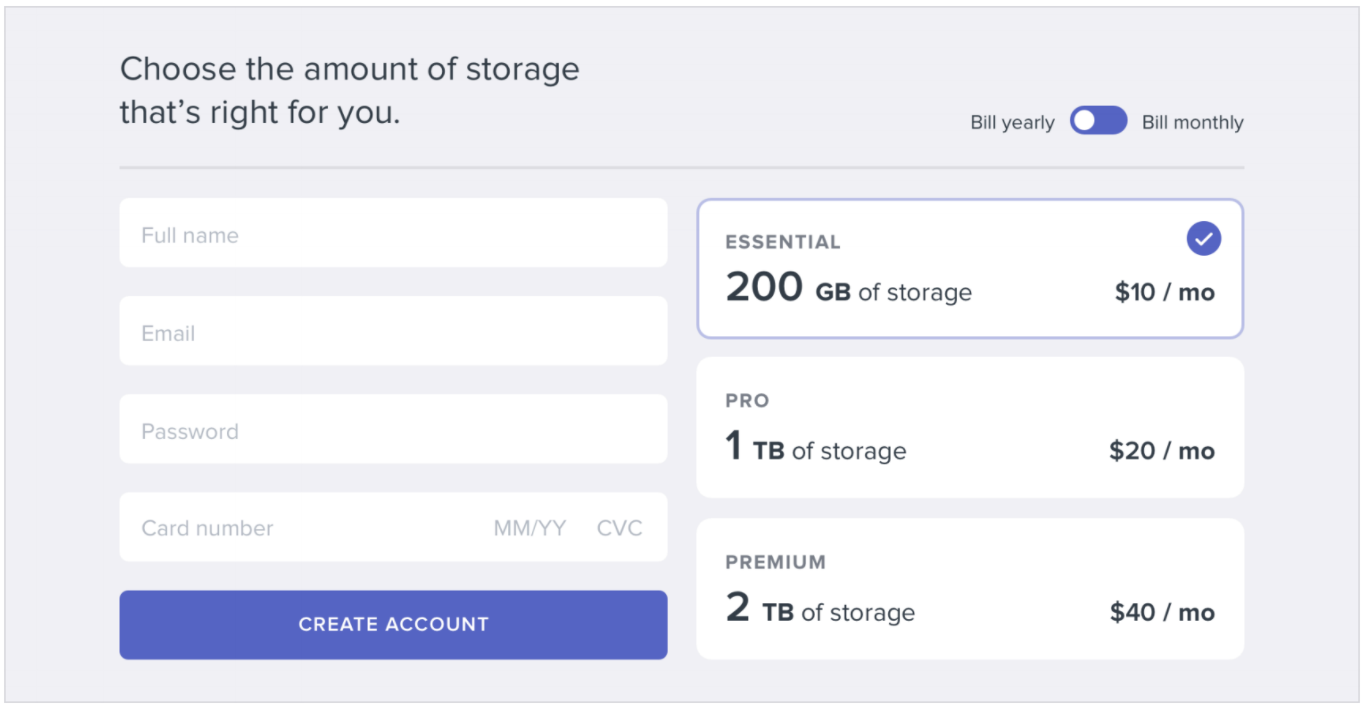 Choose the amount of storage
that’s right for you.
Bill yearly
Bill monthly
Full name
Email
Password
Card number MM/YY CVC
CREATE ACCOUNT
ESSENTIAL
200 GB of storage $10 / mo
PRO
1 TB of storage $20 / mo
PREMIUM
2 TB of storage $40 / mo